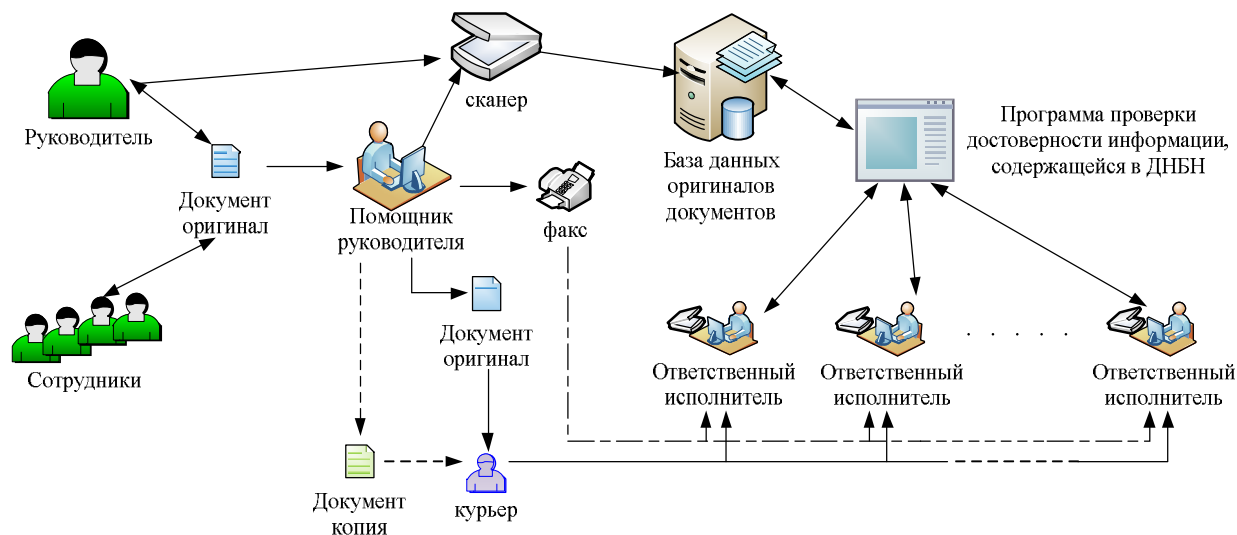 сканер
Руководитель
Программа проверки
достоверности информации,
содержащейся в ДНБН
База данных
оригиналов
документов
Документ
оригинал
Помощник
руководителя
факс
Сотрудники
Документ
оригинал
Ответственный
исполнитель
Ответственный
исполнитель
. . . . . .
Ответственный
исполнитель
Документ
копия
курьер